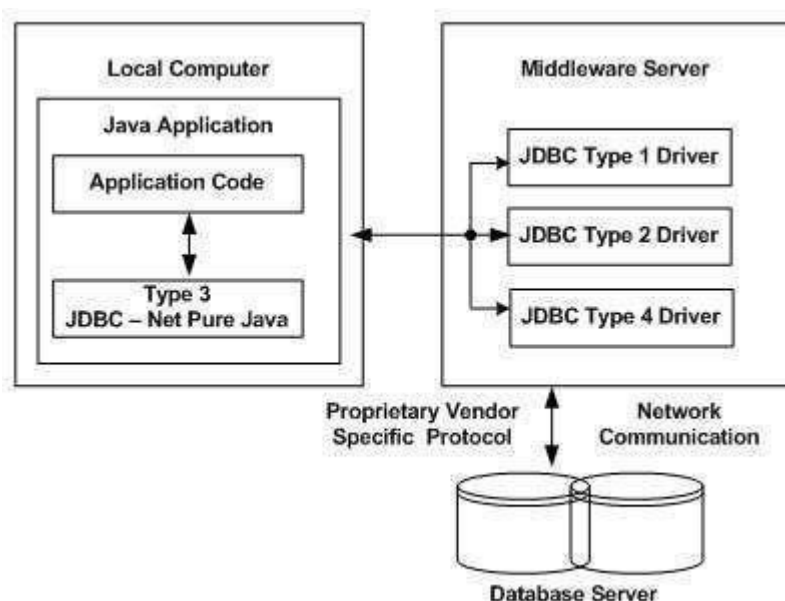 Local Computer
Java Application
Application Code
Type 3
JDBC – Net Pure Java
Middleware Server
JDBC Type 1 Driver
JDBC Type 2 Driver
JDBC Type 4 Driver
Proprietary Vendor
Specific Protocol
Network
Communication
Database Server